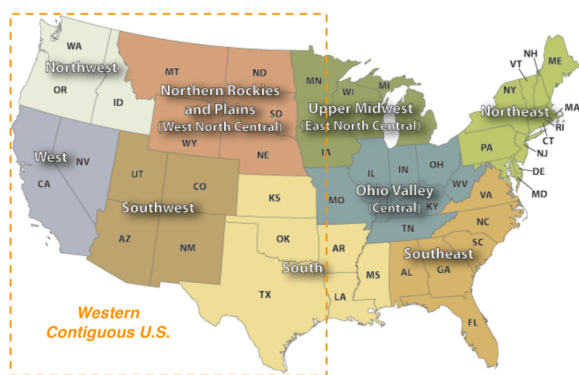 WA
Northwest
OR
ID
MT
ND
Northern Rockies
and Plains
(West North Central)
SD
WY
NE
MN
WI
MI
Upper Midwest
(East North Central)
IA
VT
NH
ME
NY
Northeast
MA
RI
CT
NJ
PA
DE
MD
West
NV
CA
UT
CO
Southwest
AZ
NM
KS
OK
South
TX
AR
LA
MS
IL
IN
OH
WV
Ohio Valley
(Central)
MO
KY
TN
VA
NC
SC
Southeast
AL
GA
FL
Western
Contiguous U.S.